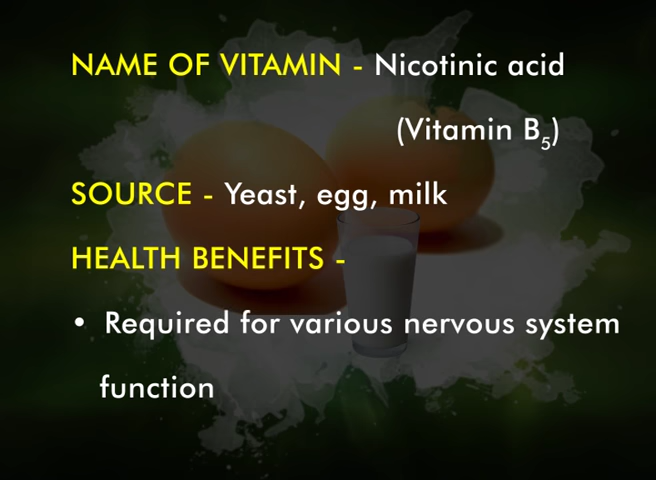 NAME OF VITAMIN - Nicotinic acid
(Vitamin B₅)
SOURCE - Yeast, egg, milk
HEALTH BENEFITS -
• Required for various nervous system
function